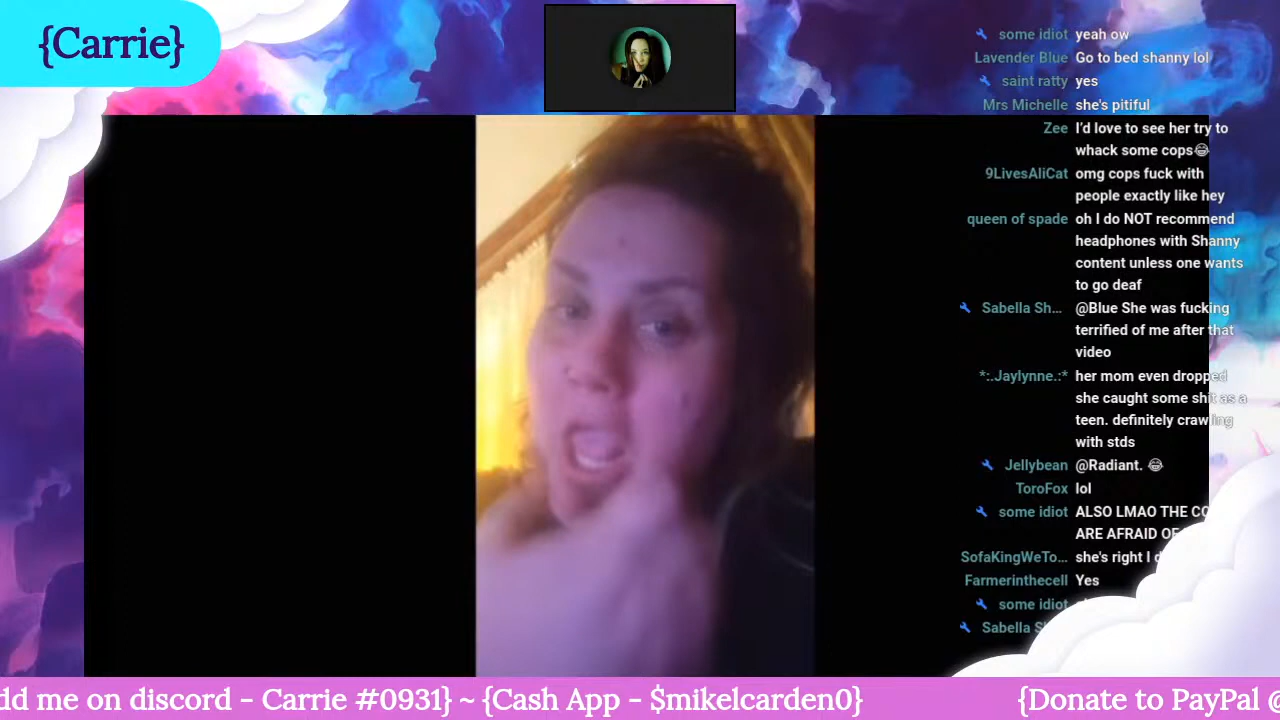 {Carrie}
some idiot yeah ow
Lavender Blue Go to bed shanny lol
saint ratty yes
Mrs Michelle she's pitiful
Zee I'd love to see her try to
whack some cops😂
9LivesAliCat omg cops fuck with
people exactly like hey
queen of spade oh I do NOT recommend
headphones with Shanny
content unless one wants
to go deaf
Sabella Sh... @Blue She was fucking
terrified of me after that
video
*:.Jaylynne.:* her mom even dropped
she caught some shit as a
teen. definitely crawling
with stds
Jellybean @Radiant. 😂
ToroFox lol
some idiot ALSO LMAO THE
ARE AFRAID OF
SofaKingWeTo... she's right I
Farmerinthecell Yes
some idiot
Sabella
dd me on discord - Carrie #0931} ~ {Cash App - $mikelcarden0} {Donate to PayPal @